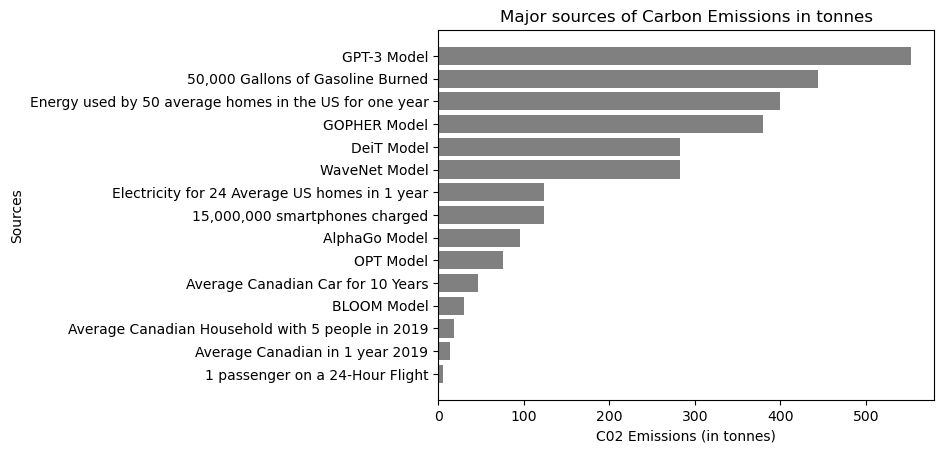 Major sources of Carbon Emissions in tonnes
GPT-3 Model
50,000 Gallons of Gasoline Burned
Energy used by 50 average homes in the US for one year
GOPHER Model
DeiT Model
WaveNet Model
Electricity for 24 Average US homes in 1 year
15,000,000 smartphones charged
AlphaGo Model
OPT Model
Average Canadian Car for 10 Years
BLOOM Model
Average Canadian Household with 5 people in 2019
Average Canadian in 1 year 2019
1 passenger on a 24-Hour Flight
Sources
0 100 200 300 400 500
C02 Emissions (in tonnes)